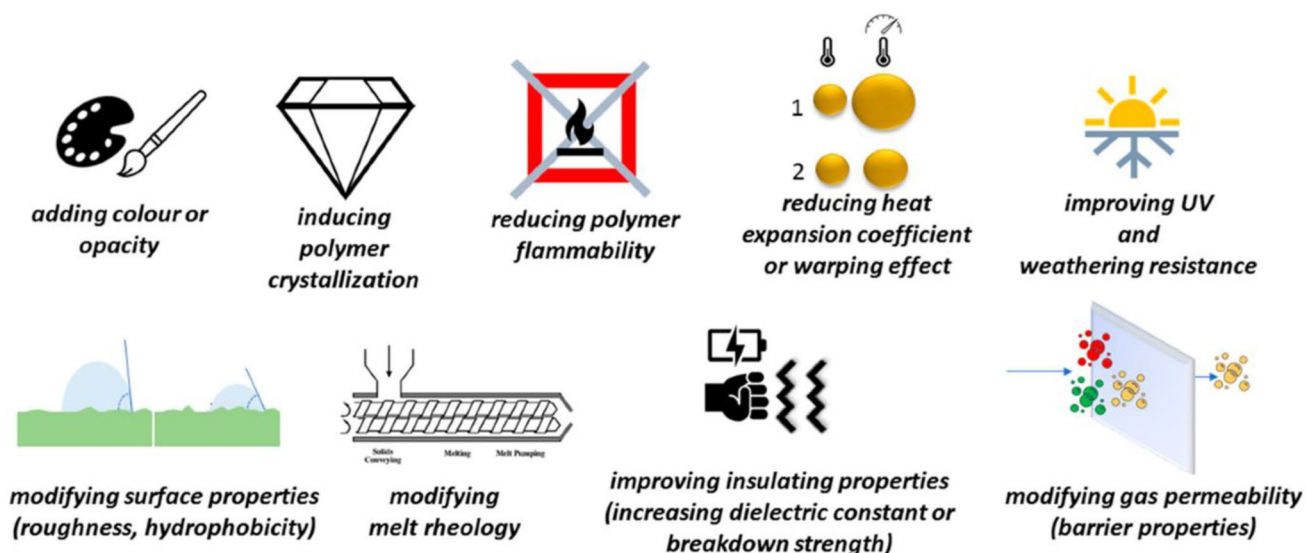 adding colour or
opacity
inducing
polymer
crystallization
reducing polymer
flammability
1
2
reducing heat
expansion coefficient
or warping effect
improving UV
and
weathering resistance
modifying surface properties
(roughness, hydrophobicity)
Solids
Conveying
Melting
Melt Pumping
modifying
melt rheology
improving insulating properties
(increasing dielectric constant or
breakdown strength)
modifying gas permeability
(barrier properties)